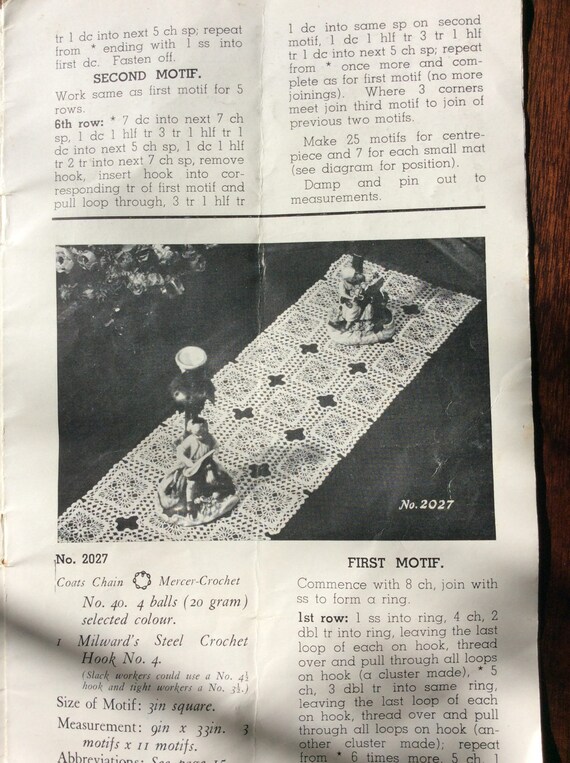 tr 1 dc into next 5 ch sp; repeat
from * ending with 1 ss into
first dc. Fasten off.
SECOND MOTIF.
Work same as first motif for 5
rows.
6th row: * 7 dc into next 7 ch
sp, 1 dc 1 hlf tr 3 tr 1 hlf tr 1
dc into next 5 ch sp, 1 dc 1 hlf
tr 2 tr into next 7 ch sp, remove
hook, insert hook into cor-
responding tr of first motif and
pull loop through, 3 tr 1 hlf tr
1 dc into same sp on second
motif, 1 dc 1 hlf tr 3 tr 1 hlf
tr 1 dc into next 5 ch sp; repeat
from * once more and com-
plete as for first motif (no more
joinings). Where 3 corners
meet join third motif to join of
previous two motifs.
Make 25 motifs for centre-
piece and 7 for each small mat
(see diagram for position).
Damp and pin out to
measurements.
No. 2027
No. 2027
Coats Chain Mercer-Crochet
No. 40. 4 balls (20 gram)
selected colour.
1 Milward's Steel Crochet
Hook No. 4.
(Slack workers could use a No. 4½
hook and tight workers a No. 3½.)
Size of Motif: 3in square.
Measurement: 9in x 33in. 3
motifs x 11 motifs.
Abbreviations: See page 15.
FIRST MOTIF.
Commence with 8 ch, join with
ss to form a ring.
1st row: 1 ss into ring, 4 ch, 2
dbl tr into ring, leaving the last
loop of each on hook, thread
over and pull through all loops
on hook (a cluster made), * 5
ch, 3 dbl tr into same ring,
leaving the last loop of each
on hook, thread over and pull
through all loops on hook (an-
other cluster made); repeat
from * 6 times more, 5 ch, 1